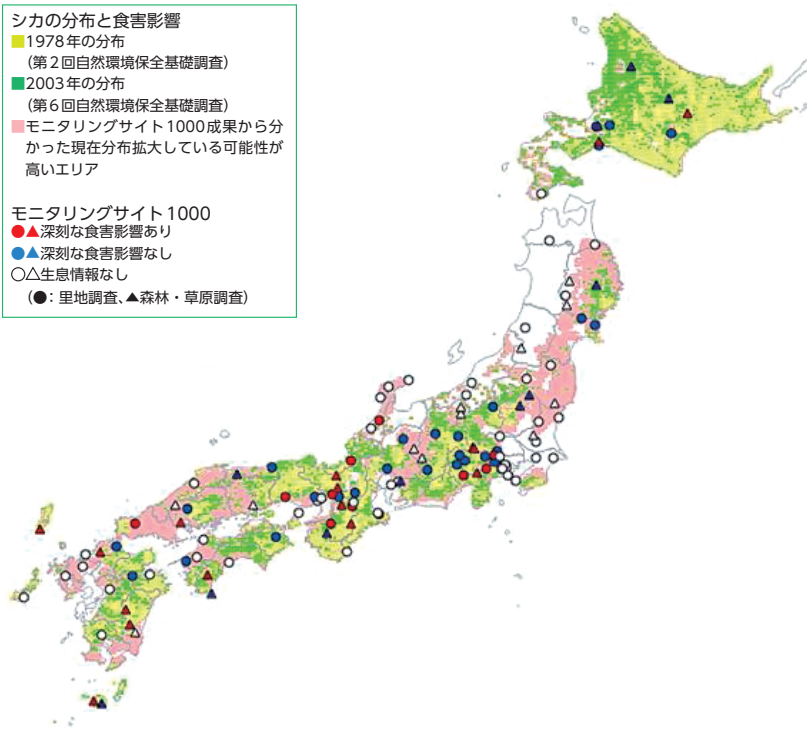 シカの分布と食害影響
■1978年の分布
(第2回自然環境保全基礎調査)
■2003年の分布
(第6回自然環境保全基礎調査)
■モニタリングサイト1000成果から分
かった現在分布拡大している可能性が
高いエリア
モニタリングサイト1000
●▲深刻な食害影響あり
●▲深刻な食害影響なし
○△生息情報なし
(●:里地調査、▲森林・草原調査)